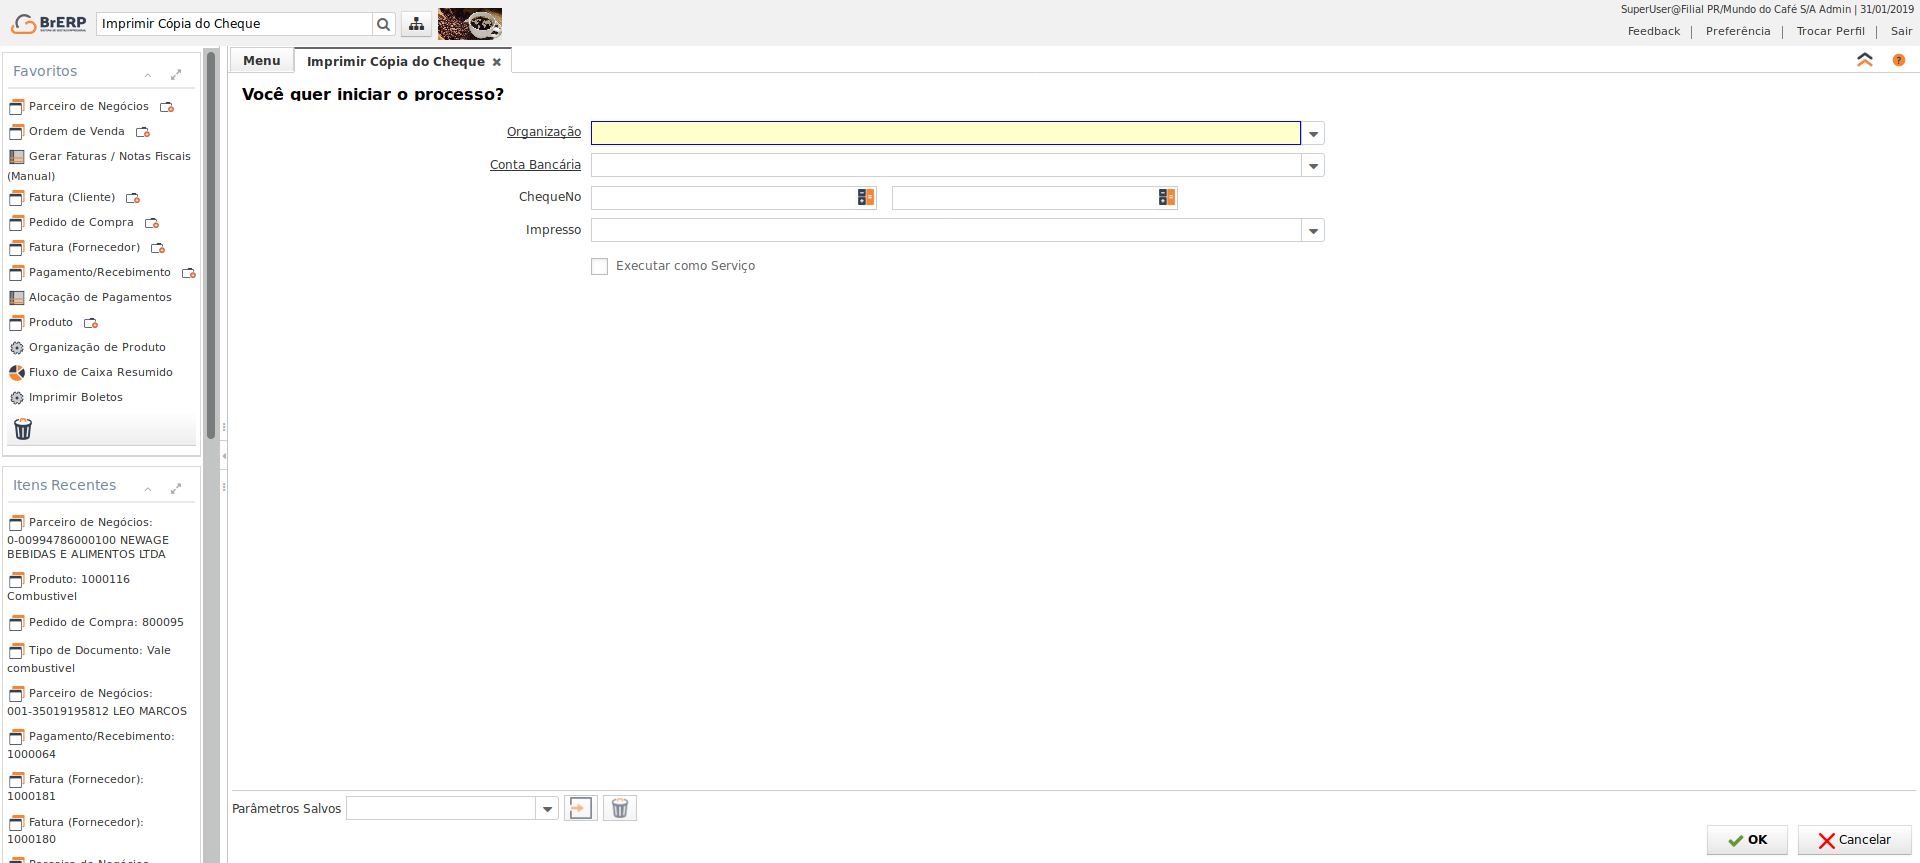 BrERP
Imprimir Cópia do Cheque
SuperUser@Filial PR/Mundo do Café S/A Admin | 31/01/2019
Feedback | Preferência | Trocar Perfil | Sair
Favoritos
Parceiro de Negócios
Ordem de Venda
Gerar Faturas / Notas Fiscais
(Manual)
Fatura (Cliente)
Pedido de Compra
Fatura (Fornecedor)
Pagamento/Recebimento
Alocação de Pagamentos
Produto
Organização de Produto
Fluxo de Caixa Resumido
Imprimir Boletos
Itens Recentes
Parceiro de Negócios:
0-00994786000100 NEWAGE
BEBIDAS E ALIMENTOS LTDA
Produto: 1000116
Combustivel
Pedido de Compra: 800095
Tipo de Documento: Vale
combustivel
Parceiro de Negócios:
001-35019195812 LEO MARCOS
Pagamento/Recebimento:
1000064
Fatura (Fornecedor):
1000181
Fatura (Fornecedor):
1000180
Parceiro de Negócios
Menu
Imprimir Cópia do Cheque
Você quer iniciar o processo?
Organização
Conta Bancária
ChequeNo
Impresso
Executar como Serviço
Parâmetros Salvos
OK
Cancelar